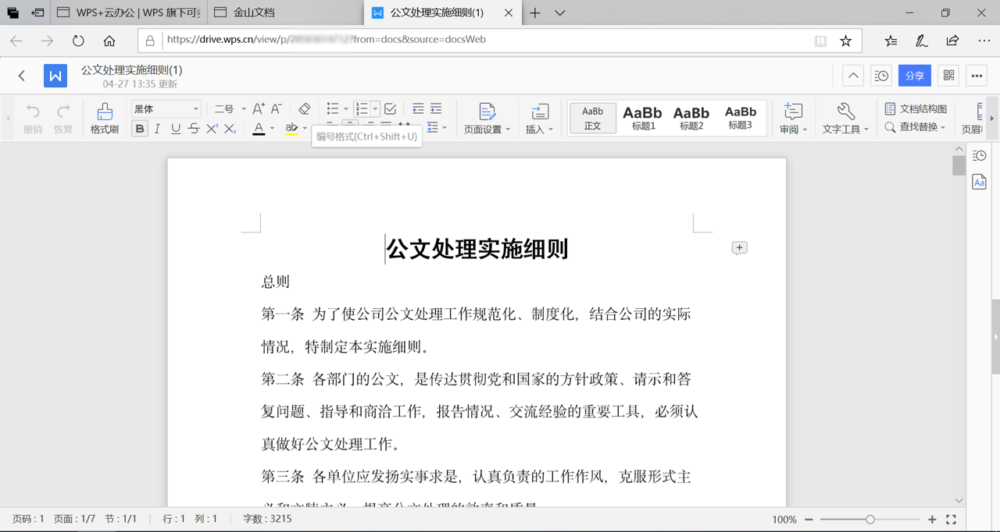 WPS+云办公 | WPS 旗下可
金山文档
公文处理实施细则(1)
https://drive.wps.cn/view/p/
?from=docs&source=docsWeb
公文处理实施细则(1)
04-27 13:35 更新
分享
撤销
恢复
格式刷
黑体
二号
A+ A-
B I U S X² X₂ A ab
编号格式(Ctrl+Shift+U)
页面设置
插入
AaBb 正文
AaBb 标题1
AaBb 标题2
AaBb 标题3
审阅
文字工具
文档结构图
查找替换
页眉
Aa
公文处理实施细则
总则
第一条 为了使公司公文处理工作规范化、制度化，结合公司的实际
情况，特制定本实施细则。
第二条 各部门的公文，是传达贯彻党和国家的方针政策、请示和答
复问题、指导和商洽工作，报告情况、交流经验的重要工具，必须认
真做好公文处理工作。
第三条 各单位应发扬实事求是，认真负责的工作作风，克服形式主
页码 : 1 页面 : 1/7 节 : 1/1 行 : 1 列 : 1 字数 : 3215
100%